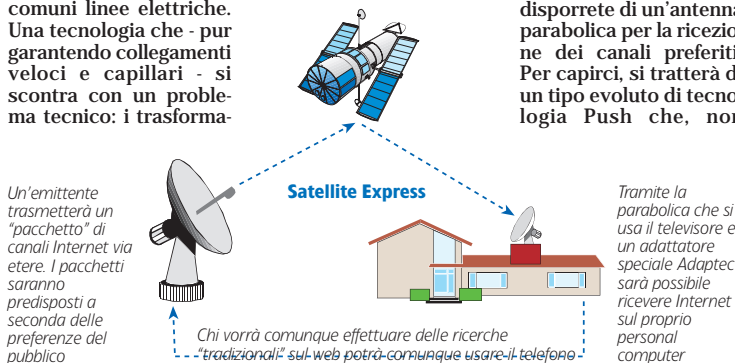 comuni linee elettriche.
Una tecnologia che - pur
garantendo collegamenti
veloci e capillari - si
scontra con un proble-
ma tecnico: i trasforma-
disporrete di un'antenna
parabolica per la ricezio
ne dei canali preferiti
Per capirci, si tratterà d
un tipo evoluto di tecno
logia Push che, non
Satellite Express
Un'emittente
trasmetterà un
"pacchetto" di
canali Internet via
etere. I pacchetti
saranno
predisposti a
seconda delle
preferenze del
pubblico
Chi vorrà comunque effettuare delle ricerche
"tradizionali" sul web potrà comunque usare il telefono
Tramite la
parabolica che si
usa il televisore e
un adattatore
speciale Adaptec
sarà possibile
ricevere Internet
sul proprio
personal
computer